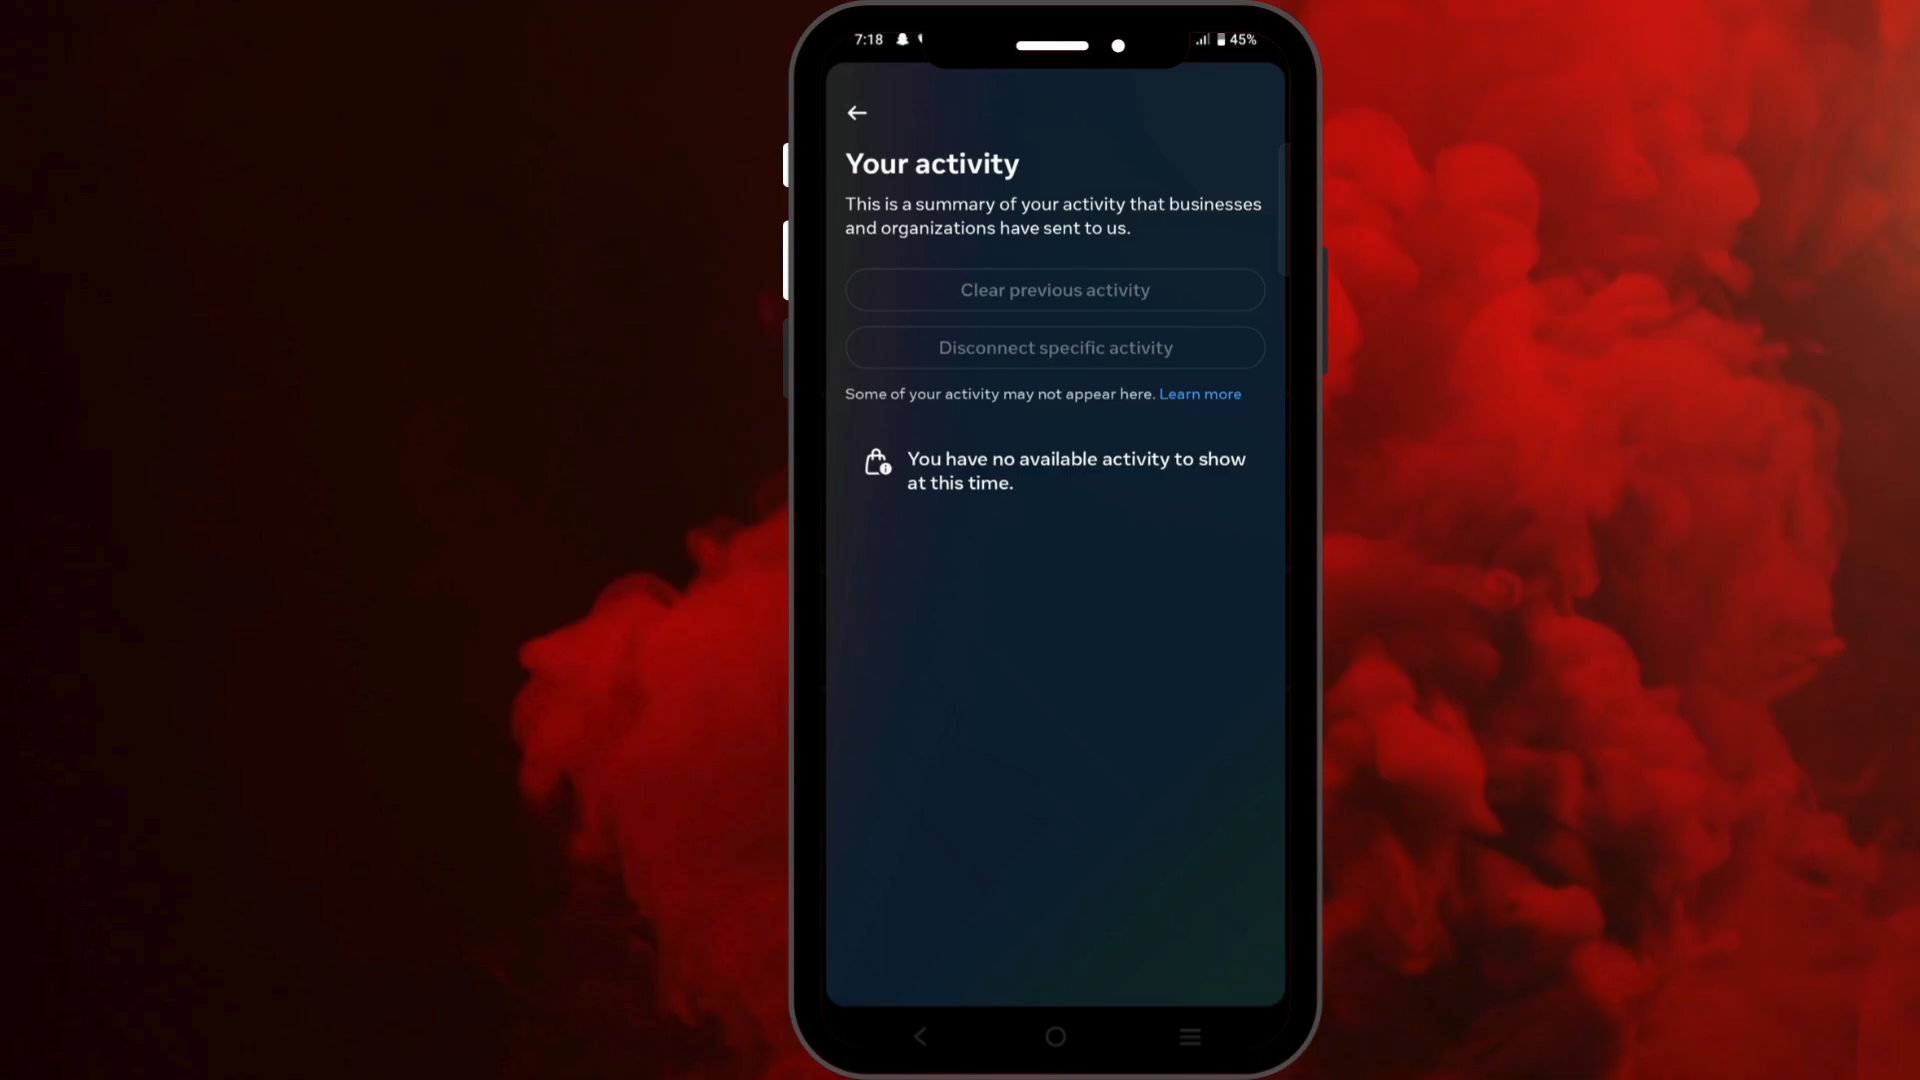 7:18
45%
Your activity
This is a summary of your activity that businesses
and organizations have sent to us.
Clear previous activity
Disconnect specific activity
Some of your activity may not appear here. Learn more
You have no available activity to show
at this time.